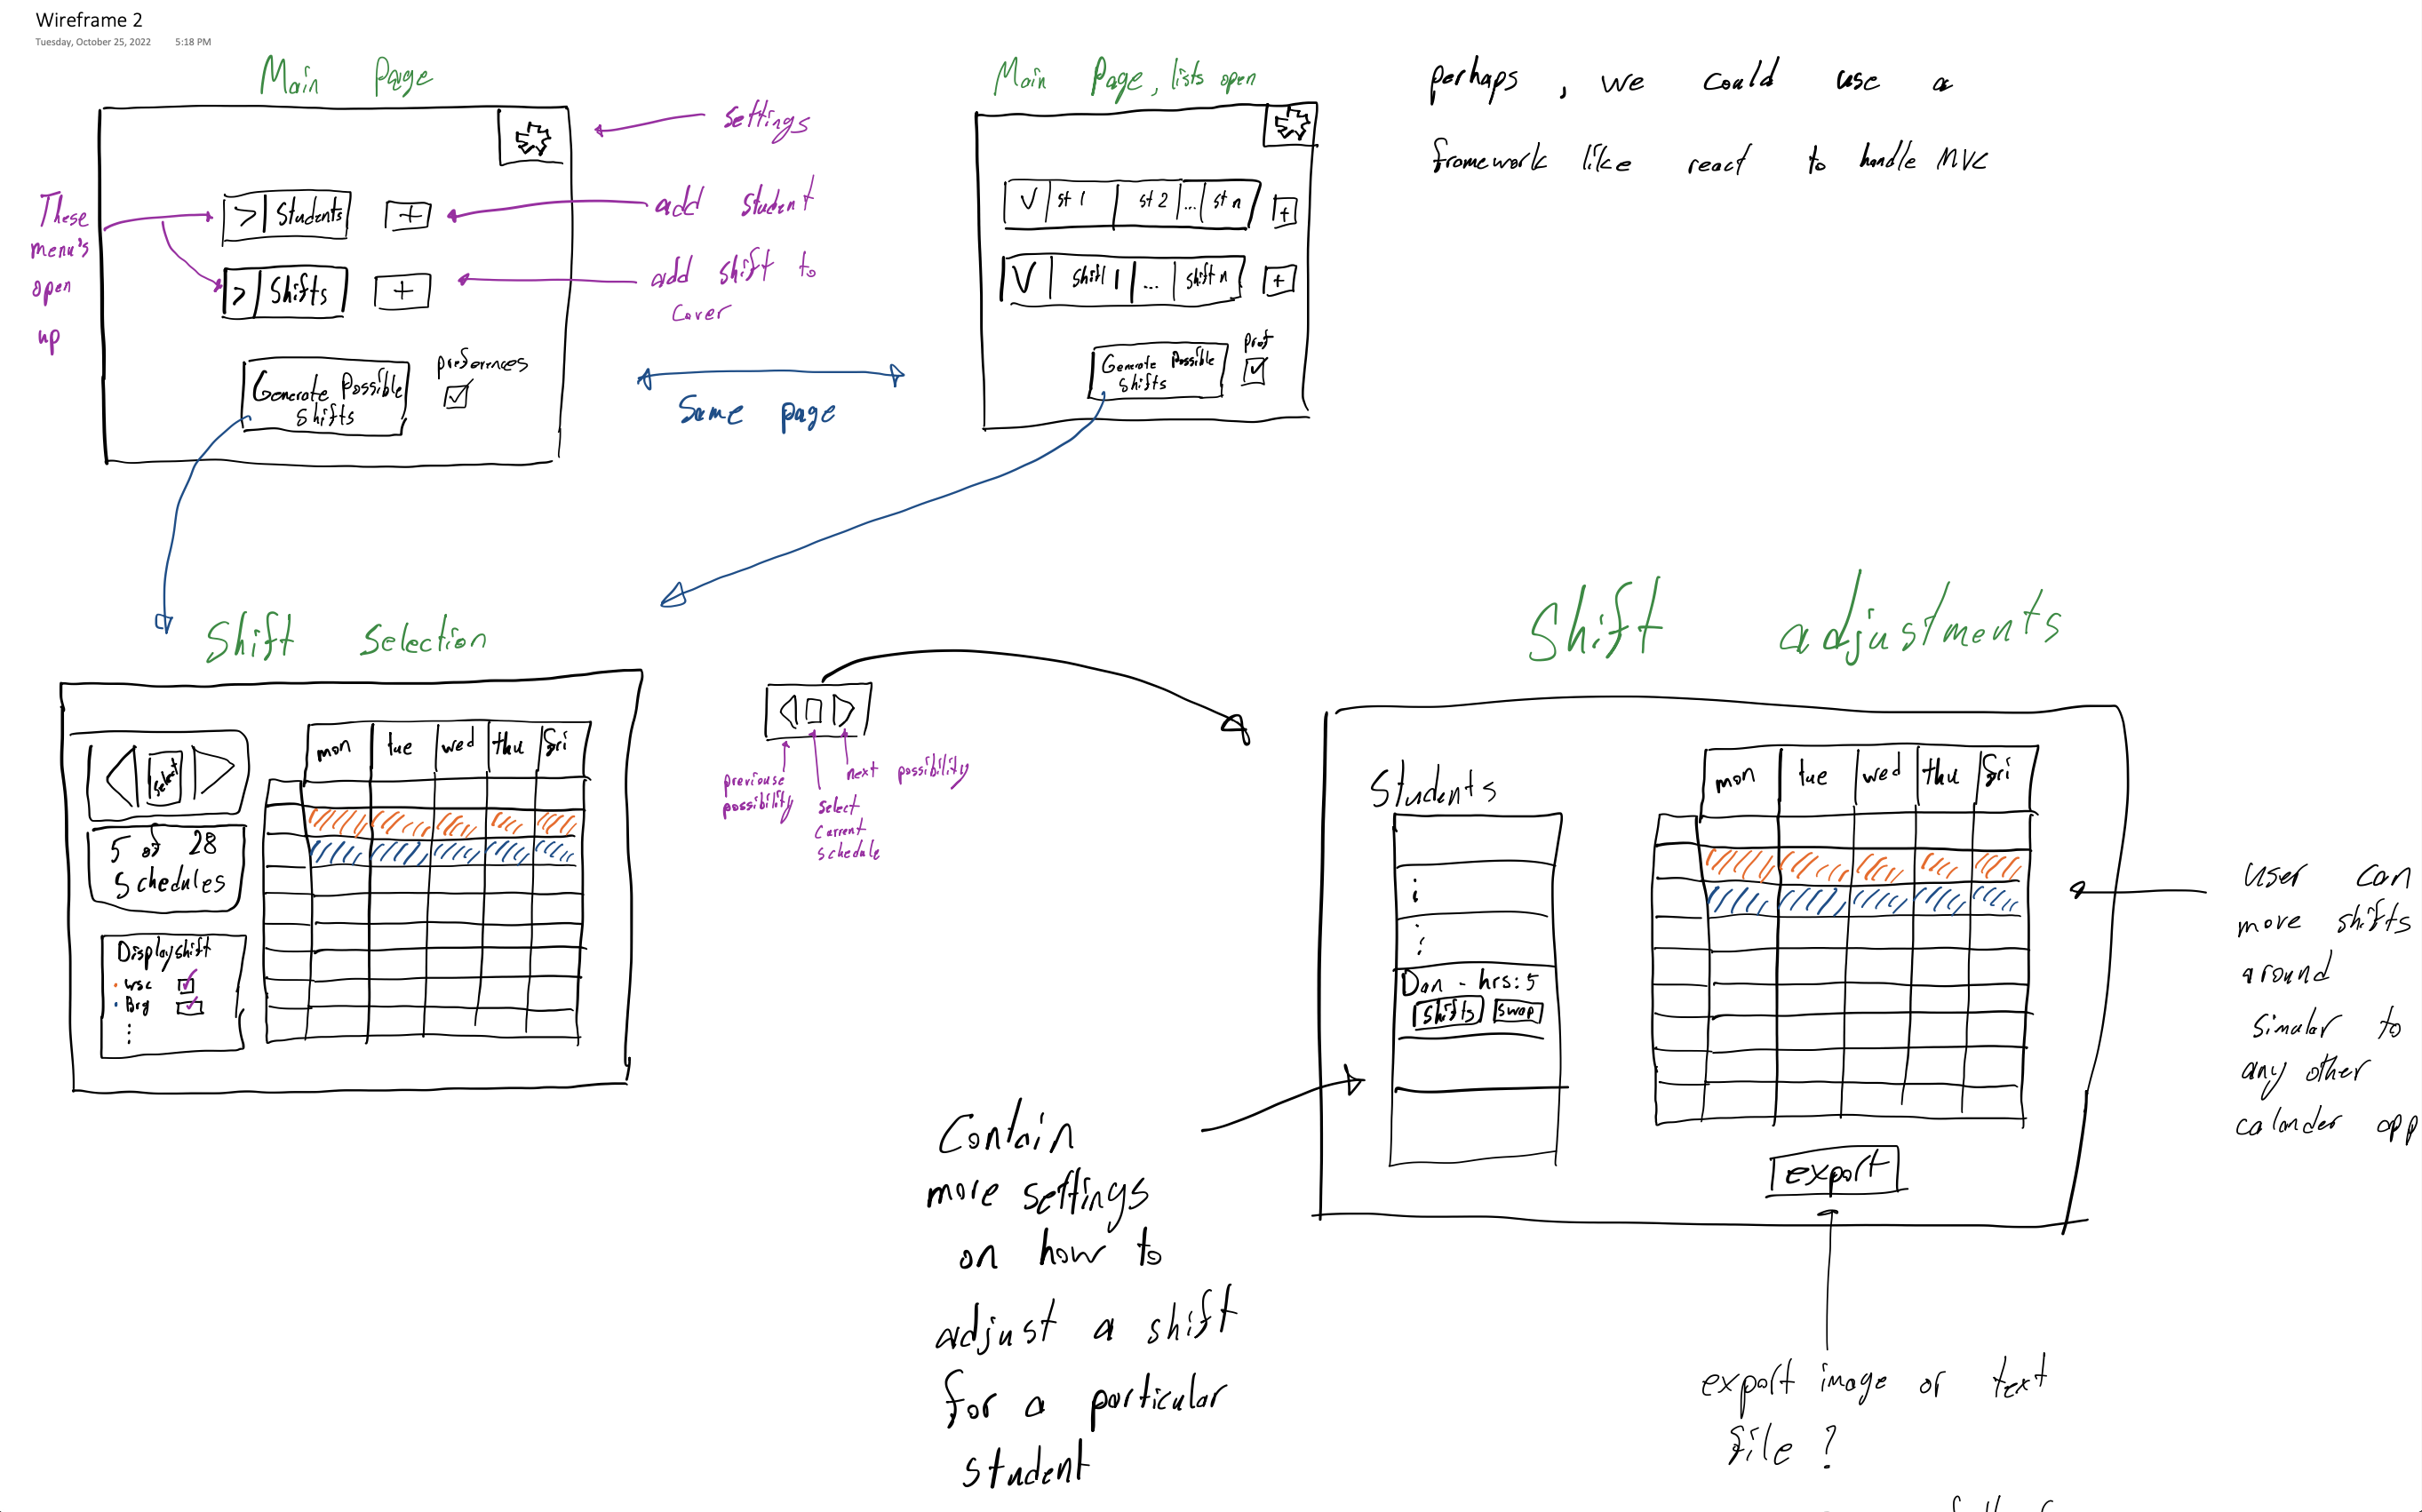 Wireframe 2
Tuesday, October 25, 2022 5:18 PM
Main Page
settings
These
menu's
open
up
> Students +
add student
> Shifts +
add shift to
cover
Generate Possible
Shifts
preferences
Same page
Main Page, lists open
V st 1 st 2 ... st n +
V shift 1 ... shift n +
Generate Possible
Shifts
Pref
perhaps, we could use a
framework like react to handle MVC
Shift Selection
select
5 of 28
Schedules
Display shift
• WSC
• Brg
mon tue wed thu fri
previouse
possibility
select
current
schedule
next possibility
Shift adjustments
Students
Dan - hrs: 5
Shifts swap
mon tue wed thu fri
export
user can
move shifts
around
simalar to
any other
calander app
Contain
more settings
on how to
adjust a shift
for a particular
student
export image or text
file ?